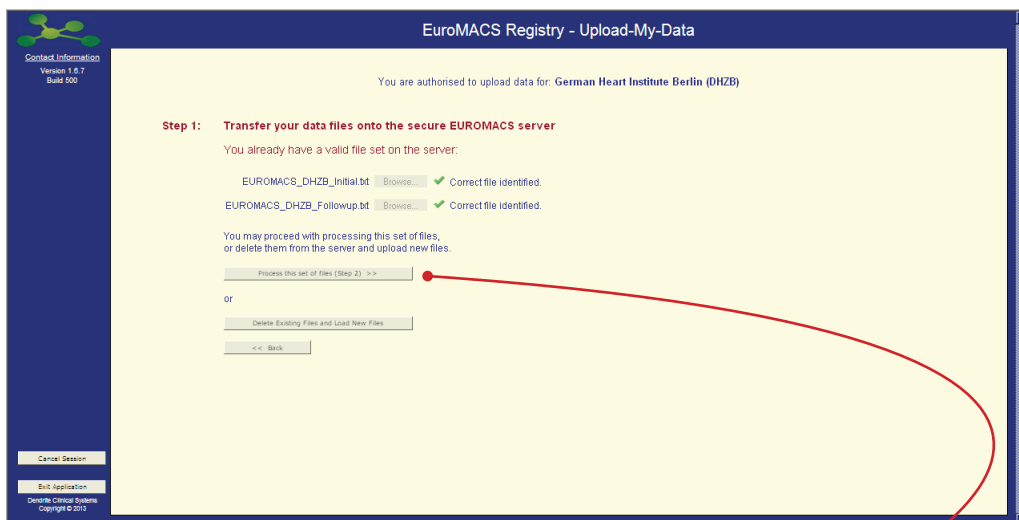 EuroMACS Registry - Upload-My-Data
Contact Information
Version 1.6.7
Build 500
You are authorised to upload data for: German Heart Institute Berlin (DHZB)
Step 1: Transfer your data files onto the secure EUROMACS server
You already have a valid file set on the server:
EUROMACS_DHZB_Initial.txt Browse... Correct file identified.
EUROMACS_DHZB_Followup.txt Browse... Correct file identified.
You may proceed with processing this set of files,
or delete them from the server and upload new files.
Process this set of files (Step 2) >>
or
Delete Existing Files and Load New Files
<< Back
Cancel Session
Exit Application
Dendrite Clinical Systems
Copyright © 2013